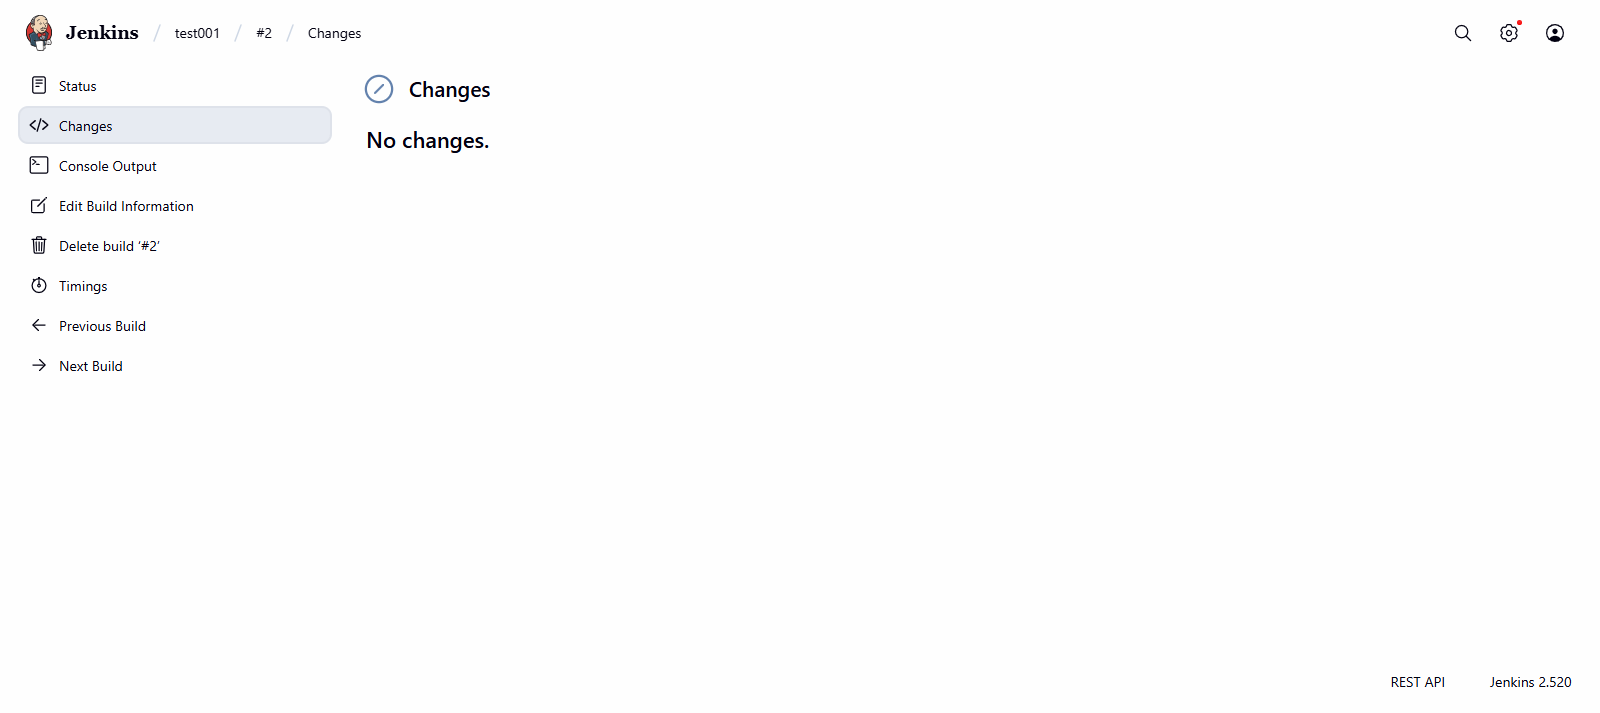 Jenkins / test001 / #2 / Changes
Status
Changes
Console Output
Edit Build Information
Delete build ‘#2’
Timings
Previous Build
Next Build
Changes
No changes.
REST API Jenkins 2.520